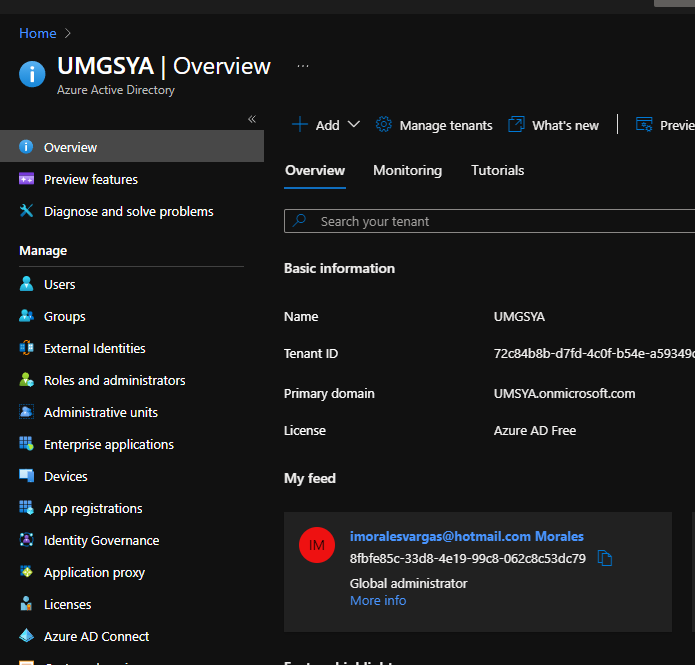 Home
UMGSYA | Overview
Azure Active Directory
Overview
Preview features
Diagnose and solve problems
Manage
Users
Groups
External Identities
Roles and administrators
Administrative units
Enterprise applications
Devices
App registrations
Identity Governance
Application proxy
Licenses
Azure AD Connect
Add
Manage tenants
What's new
Previe
Overview
Monitoring
Tutorials
Search your tenant
Basic information
Name UMGSYA
Tenant ID 72c84b8b-d7fd-4c0f-b54e-a59349c
Primary domain UMSYA.onmicrosoft.com
License Azure AD Free
My feed
IM
imoralesvargas@hotmail.com Morales
8fbfe85c-33d8-4e19-99c8-062c8c53dc79
Global administrator
More info